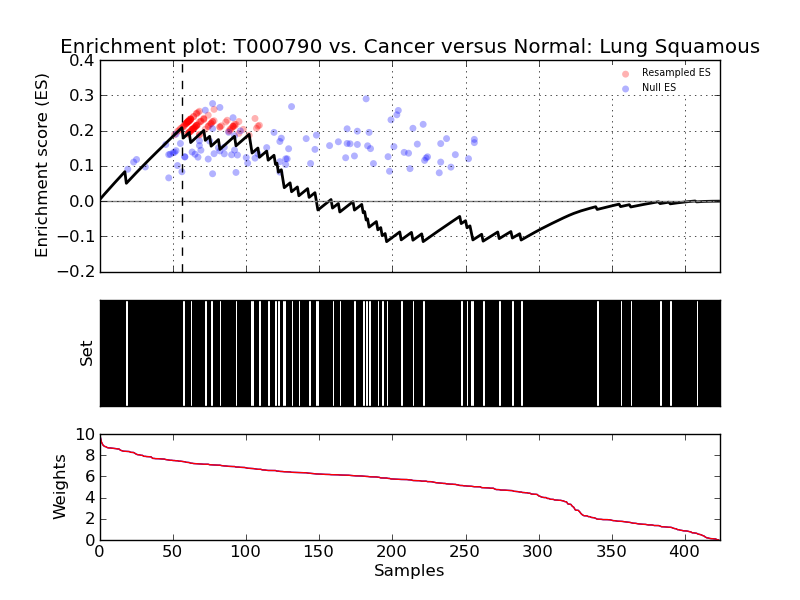 Enrichment plot: T000790 vs. Cancer versus Normal: Lung Squamous
Enrichment score (ES)
0.4
0.3
0.2
0.1
0.0
−0.1
−0.2
Resampled ES
Null ES
Set
Weights
10
8
6
4
2
0
0 50 100 150 200 250 300 350 400
Samples